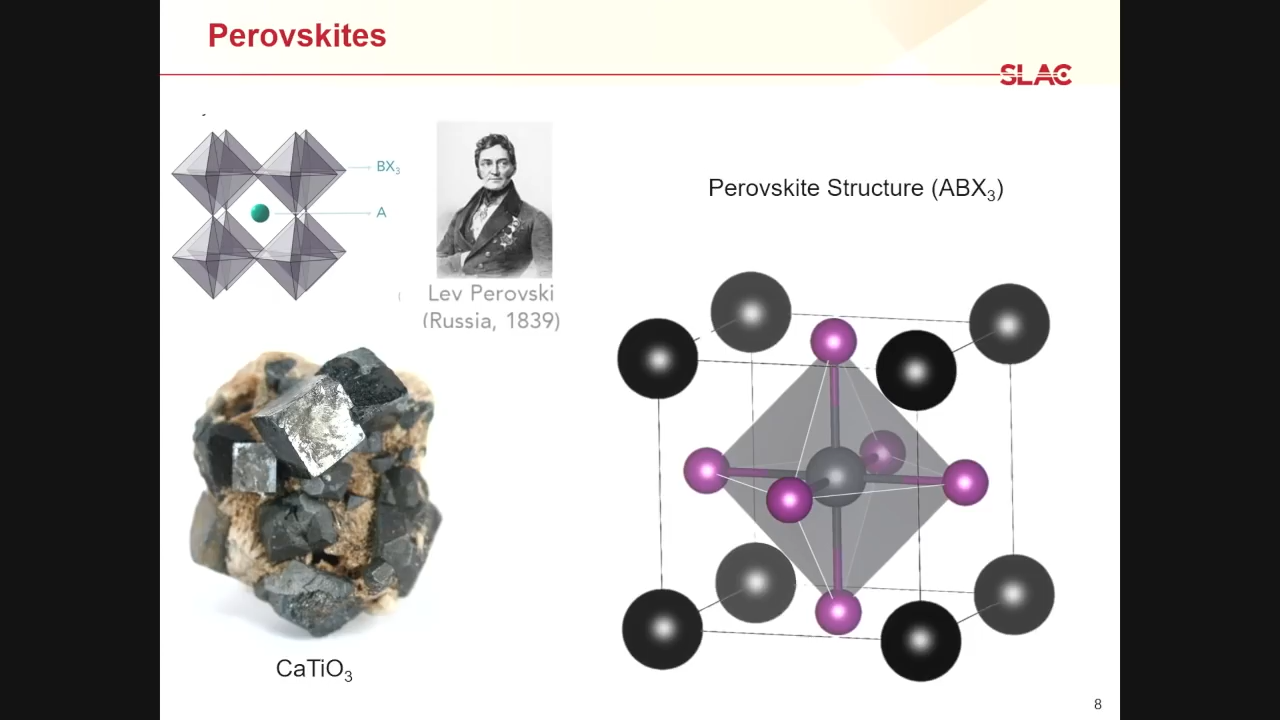 Perovskites
SLAC
BX₃
A
Lev Perovski
(Russia, 1839)
Perovskite Structure (ABX₃)
CaTiO₃
8